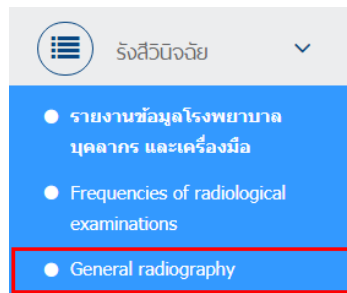 รังสีวินิจฉัย
รายงานข้อมูลโรงพยาบาล
บุคลากร และเครื่องมือ
Frequencies of radiological
examinations
General radiography